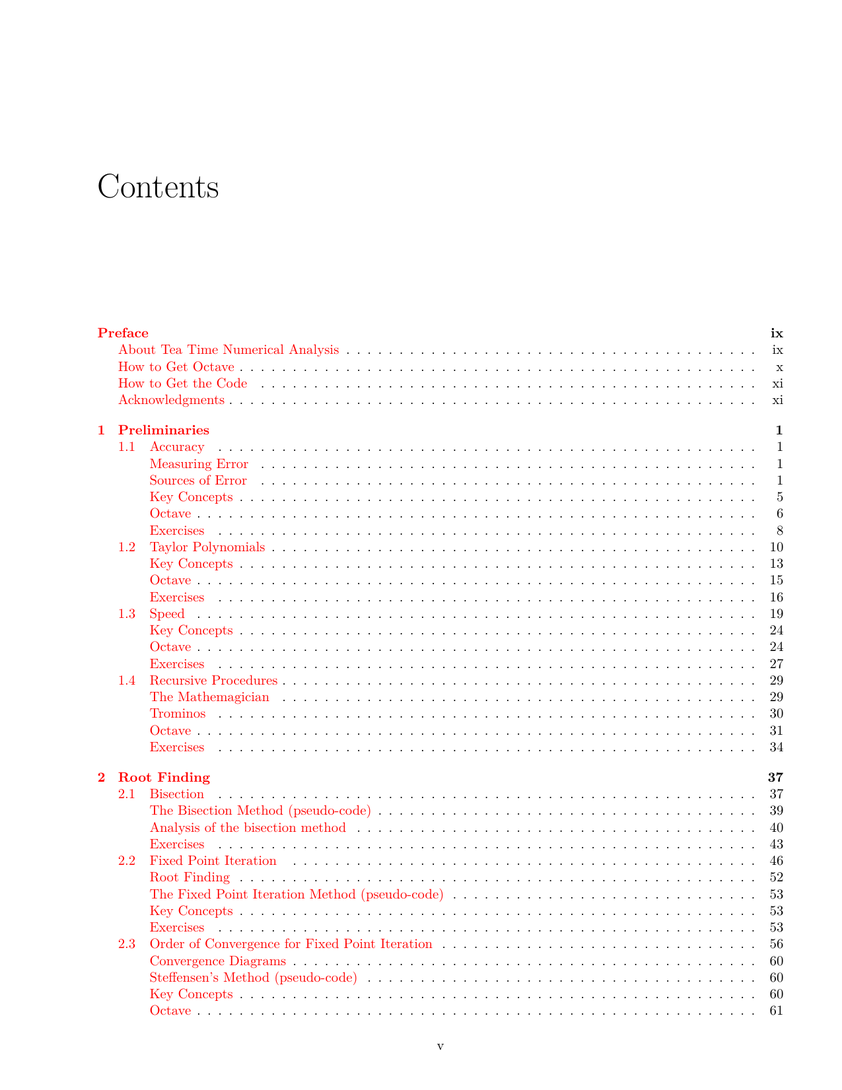 Contents
Preface ix
About Tea Time Numerical Analysis . . . . . . . . . . . . . . . . . . . . . . . . . . . . . . . . . . . . . . . ix
How to Get Octave . . . . . . . . . . . . . . . . . . . . . . . . . . . . . . . . . . . . . . . . . . . . . . . . . x
How to Get the Code . . . . . . . . . . . . . . . . . . . . . . . . . . . . . . . . . . . . . . . . . . . . . . . xi
Acknowledgments . . . . . . . . . . . . . . . . . . . . . . . . . . . . . . . . . . . . . . . . . . . . . . . . . . xi
1 Preliminaries 1
1.1 Accuracy . . . . . . . . . . . . . . . . . . . . . . . . . . . . . . . . . . . . . . . . . . . . . . . . . . . 1
Measuring Error . . . . . . . . . . . . . . . . . . . . . . . . . . . . . . . . . . . . . . . . . . . . . . . 1
Sources of Error . . . . . . . . . . . . . . . . . . . . . . . . . . . . . . . . . . . . . . . . . . . . . . . 1
Key Concepts . . . . . . . . . . . . . . . . . . . . . . . . . . . . . . . . . . . . . . . . . . . . . . . . . 5
Octave . . . . . . . . . . . . . . . . . . . . . . . . . . . . . . . . . . . . . . . . . . . . . . . . . . . . . 6
Exercises . . . . . . . . . . . . . . . . . . . . . . . . . . . . . . . . . . . . . . . . . . . . . . . . . . . 8
1.2 Taylor Polynomials . . . . . . . . . . . . . . . . . . . . . . . . . . . . . . . . . . . . . . . . . . . . . . 10
Key Concepts . . . . . . . . . . . . . . . . . . . . . . . . . . . . . . . . . . . . . . . . . . . . . . . . . 13
Octave . . . . . . . . . . . . . . . . . . . . . . . . . . . . . . . . . . . . . . . . . . . . . . . . . . . . . 15
Exercises . . . . . . . . . . . . . . . . . . . . . . . . . . . . . . . . . . . . . . . . . . . . . . . . . . . 16
1.3 Speed . . . . . . . . . . . . . . . . . . . . . . . . . . . . . . . . . . . . . . . . . . . . . . . . . . . . . 19
Key Concepts . . . . . . . . . . . . . . . . . . . . . . . . . . . . . . . . . . . . . . . . . . . . . . . . . 24
Octave . . . . . . . . . . . . . . . . . . . . . . . . . . . . . . . . . . . . . . . . . . . . . . . . . . . . . 24
Exercises . . . . . . . . . . . . . . . . . . . . . . . . . . . . . . . . . . . . . . . . . . . . . . . . . . . 27
1.4 Recursive Procedures . . . . . . . . . . . . . . . . . . . . . . . . . . . . . . . . . . . . . . . . . . . . . 29
The Mathemagician . . . . . . . . . . . . . . . . . . . . . . . . . . . . . . . . . . . . . . . . . . . . . 29
Trominos . . . . . . . . . . . . . . . . . . . . . . . . . . . . . . . . . . . . . . . . . . . . . . . . . . . 30
Octave . . . . . . . . . . . . . . . . . . . . . . . . . . . . . . . . . . . . . . . . . . . . . . . . . . . . . 31
Exercises . . . . . . . . . . . . . . . . . . . . . . . . . . . . . . . . . . . . . . . . . . . . . . . . . . . 34
2 Root Finding 37
2.1 Bisection . . . . . . . . . . . . . . . . . . . . . . . . . . . . . . . . . . . . . . . . . . . . . . . . . . . 37
The Bisection Method (pseudo-code) . . . . . . . . . . . . . . . . . . . . . . . . . . . . . . . . . . . . 39
Analysis of the bisection method . . . . . . . . . . . . . . . . . . . . . . . . . . . . . . . . . . . . . . 40
Exercises . . . . . . . . . . . . . . . . . . . . . . . . . . . . . . . . . . . . . . . . . . . . . . . . . . . 43
2.2 Fixed Point Iteration . . . . . . . . . . . . . . . . . . . . . . . . . . . . . . . . . . . . . . . . . . . . 46
Root Finding . . . . . . . . . . . . . . . . . . . . . . . . . . . . . . . . . . . . . . . . . . . . . . . . . 52
The Fixed Point Iteration Method (pseudo-code) . . . . . . . . . . . . . . . . . . . . . . . . . . . . . 53
Key Concepts . . . . . . . . . . . . . . . . . . . . . . . . . . . . . . . . . . . . . . . . . . . . . . . . . 53
Exercises . . . . . . . . . . . . . . . . . . . . . . . . . . . . . . . . . . . . . . . . . . . . . . . . . . . 53
2.3 Order of Convergence for Fixed Point Iteration . . . . . . . . . . . . . . . . . . . . . . . . . . . . . . 56
Convergence Diagrams . . . . . . . . . . . . . . . . . . . . . . . . . . . . . . . . . . . . . . . . . . . . 60
Steffensen's Method (pseudo-code) . . . . . . . . . . . . . . . . . . . . . . . . . . . . . . . . . . . . . 60
Key Concepts . . . . . . . . . . . . . . . . . . . . . . . . . . . . . . . . . . . . . . . . . . . . . . . . . 60
Octave . . . . . . . . . . . . . . . . . . . . . . . . . . . . . . . . . . . . . . . . . . . . . . . . . . . . . 61
v